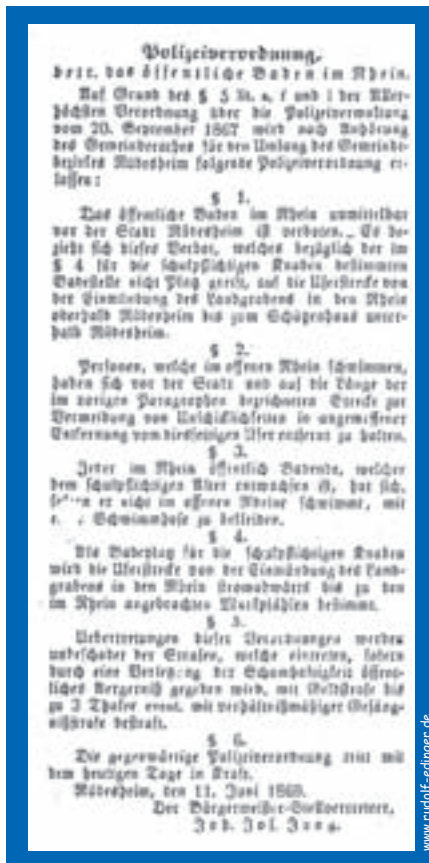 Polizeiverordnung,
betr. das öffentliche Baden im Rhein.
Auf Grund des § 5 lit. a, f und i der Aller-
höchsten Verordnung über die Polizeiverwaltung
vom 20. September 1867 wird nach Anhörung
des Gemeinderathes für den Umfang des Gemeinde-
bezirkes Rüdesheim folgende Polizeiverordnung er-
lassen:
§ 1.
Das öffentliche Baden im Rhein unmittelbar
vor der Stadt Rüdesheim ist verboten. Es be-
zieht sich dieses Verbot, welches bezüglich der im
§ 4 für die schulpflichtigen Knaben bestimmten
Badestelle nicht Platz greift, auf die Uferstrecke von
der Einmündung des Landgrabens in den Rhein
oberhalb Rüdesheim bis zum Schützenhaus unter-
halb Rüdesheim.
§ 2.
Personen, welche im offenen Rhein schwimmen,
haben sich vor der Stadt und auf die Länge der
im vorigen Paragraphen bezeichneten Strecke zur
Vermeidung von Unschicklichkeiten in angemessener
Entfernung vom diesseitigen Ufer entfernt zu halten.
§ 3.
Jeder im Rhein öffentlich Badende, welcher
dem schulpflichtigen Alter entwachsen ist, hat sich,
er nicht im offenen Rheine schwimmt, mit
Schwimmhose zu bekleiden.
§ 4.
Als Badeplatz für die schulpflichtigen Knaben
wird die Uferstrecke von der Einmündung des Land-
grabens in den Rhein stromabwärts bis zu den
im Rhein angebrachten Markpfählen bestimmt.
§ 5.
Uebertretungen dieser Verordnungen werden
unbeschadet der Strafen, welche eintreten, sofern
durch eine Verletzung der Schamhaftigkeit öffent-
liches Aergerniß gegeben wird, mit Geldstrafe bis
zu 3 Thaler event. mit verhältnißmäßiger Gefäng-
nißstrafe bestraft.
§ 6.
Die gegenwärtige Polizeiverordnung tritt mit
dem heutigen Tage in Kraft.
Rüdesheim, den 11. Juni 1869.
Der Bürgermeister-Stellvertreter,
Joh. Jos. Jung.
www.rudolf-edinger.de